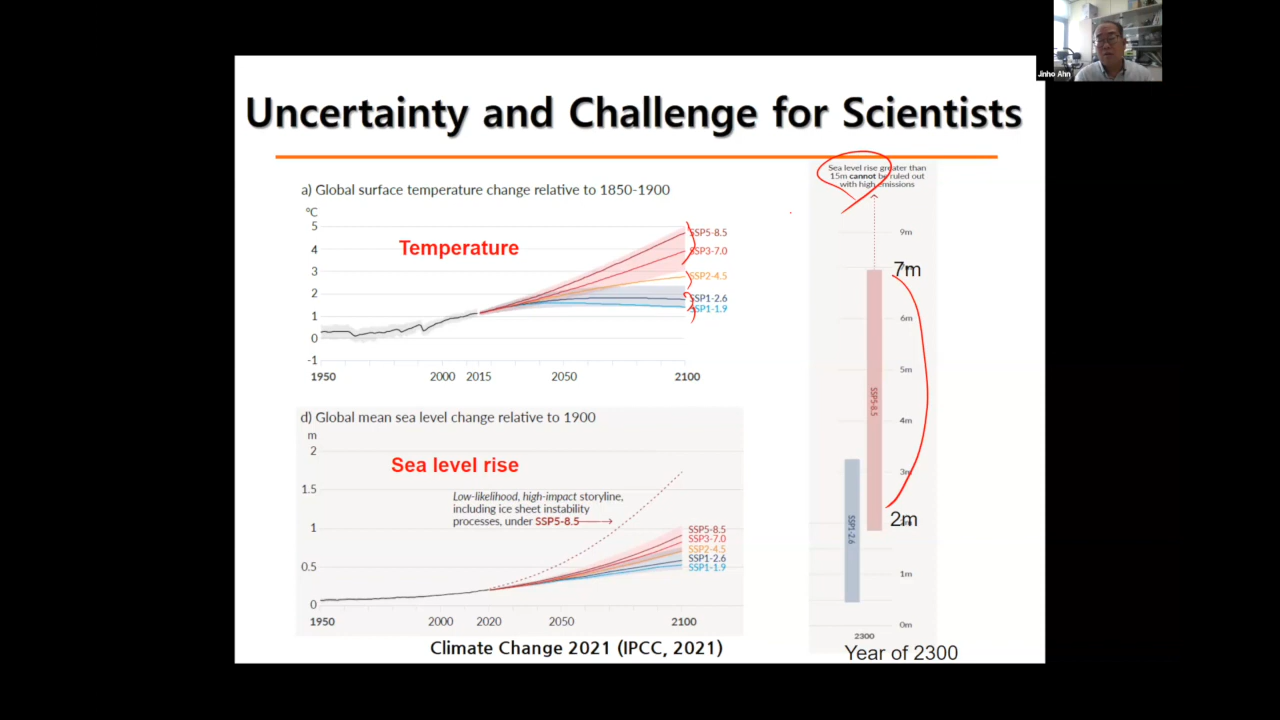 Jinho Ahn
Uncertainty and Challenge for Scientists
a) Global surface temperature change relative to 1850-1900
°C
5
4
3
2
1
0
-1
Temperature
SSP5-8.5
SSP3-7.0
SSP2-4.5
SSP1-2.6
SSP1-1.9
1950
2000
2015
2050
2100
d) Global mean sea level change relative to 1900
m
2
1.5
1
0.5
0
Sea level rise
Low-likelihood, high-impact storyline,
including ice sheet instability
processes, under SSP5-8.5
SSP5-8.5
SSP3-7.0
SSP2-4.5
SSP1-2.6
SSP1-1.9
1950
2000
2020
2050
2100
Climate Change 2021 (IPCC, 2021)
Sea level rise greater than
15m cannot be ruled out
with high emissions
9m
7m
6m
5m
4m
3m
2m
1m
0m
SSP5-8.5
SSP1-2.6
2300
Year of 2300